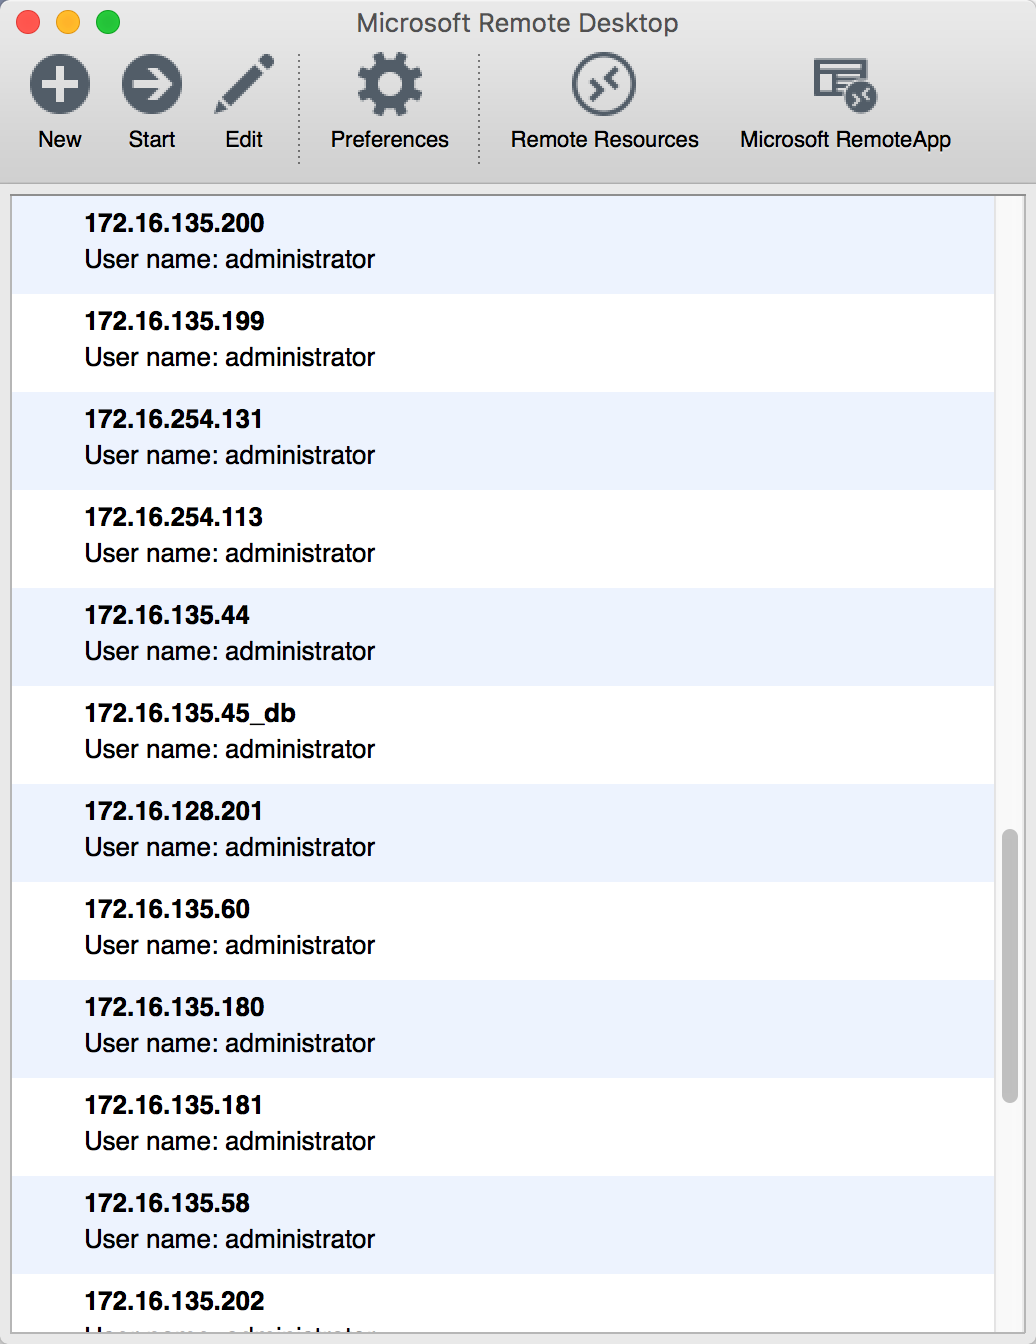 Microsoft Remote Desktop
New Start Edit Preferences Remote Resources Microsoft RemoteApp
172.16.135.200
User name: administrator
172.16.135.199
User name: administrator
172.16.254.131
User name: administrator
172.16.254.113
User name: administrator
172.16.135.44
User name: administrator
172.16.135.45_db
User name: administrator
172.16.128.201
User name: administrator
172.16.135.60
User name: administrator
172.16.135.180
User name: administrator
172.16.135.181
User name: administrator
172.16.135.58
User name: administrator
172.16.135.202